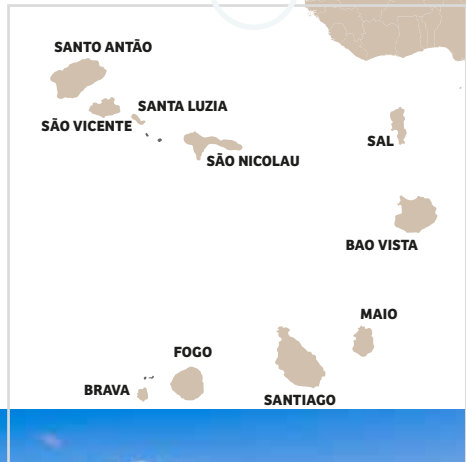 SANTO ANTÃO
SANTA LUZIA
SÃO VICENTE
SAL
SÃO NICOLAU
BAO VISTA
MAIO
FOGO
BRAVA
SANTIAGO